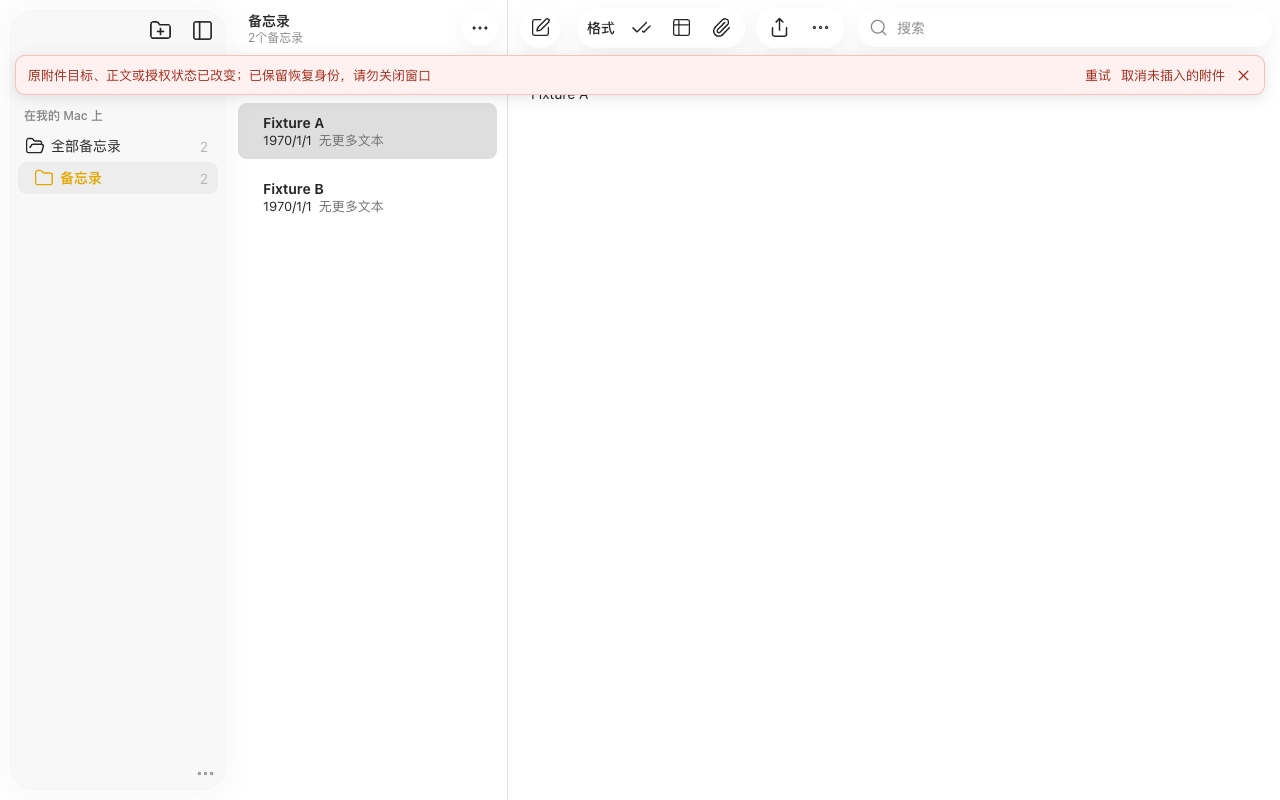 备忘录
2个备忘录
格式
搜索
原附件目标、正文或授权状态已改变；已保留恢复身份，请勿关闭窗口
重试 取消未插入的附件
在我的 Mac 上
全部备忘录 2
备忘录 2
Fixture A
1970/1/1 无更多文本
Fixture B
1970/1/1 无更多文本
Fixture A